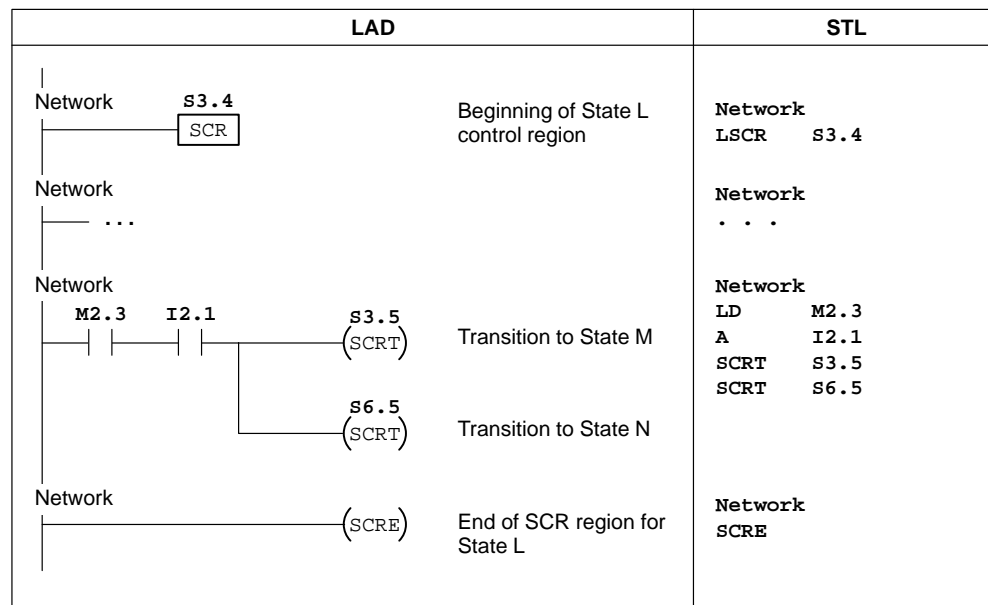 LAD STL
Network S3.4
SCR
Beginning of State L
control region
Network
LSCR S3.4
Network
...
Network
. . .
Network
M2.3 I2.1 S3.5
SCRT
Transition to State M
S6.5
SCRT
Transition to State N
Network
LD M2.3
A I2.1
SCRT S3.5
SCRT S6.5
Network
SCRE
End of SCR region for
State L
Network
SCRE